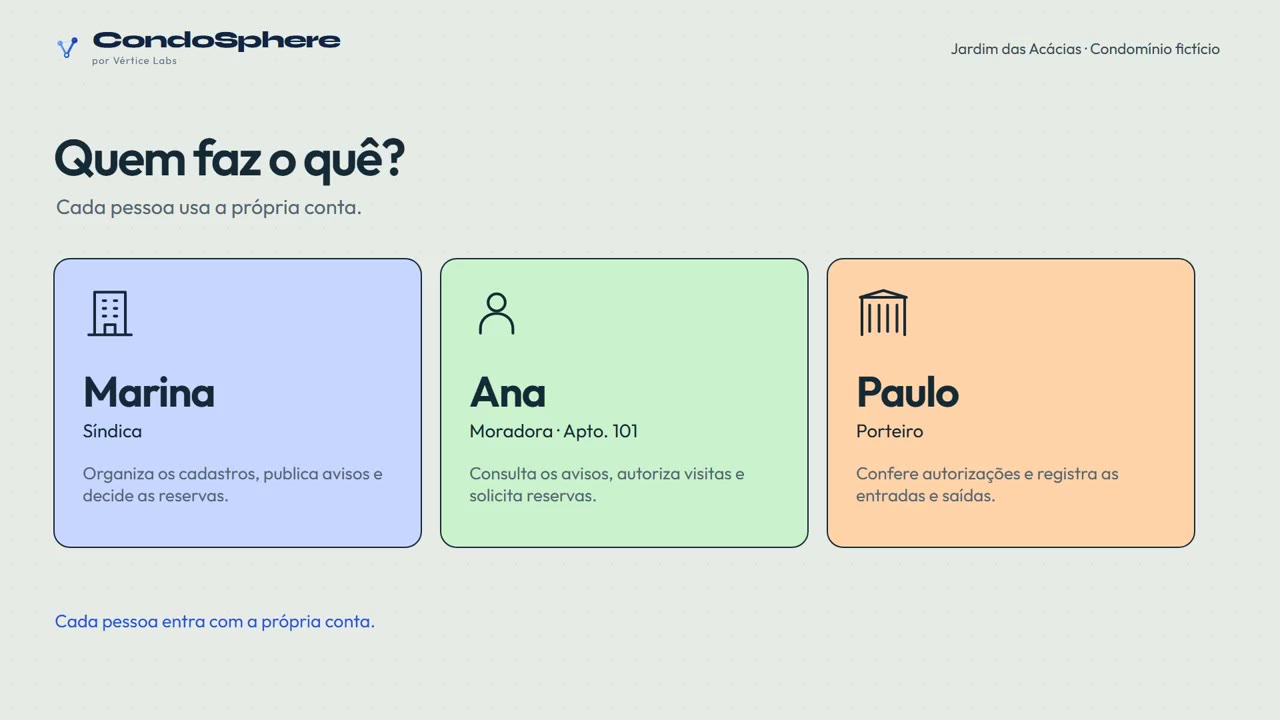 CondoSphere
por Vértice Labs
Jardim das Acácias · Condomínio fictício
Quem faz o quê?
Cada pessoa usa a própria conta.
Marina
Síndica
Organiza os cadastros, publica avisos e
decide as reservas.
Ana
Moradora · Apto. 101
Consulta os avisos, autoriza visitas e
solicita reservas.
Paulo
Porteiro
Confere autorizações e registra as
entradas e saídas.
Cada pessoa entra com a própria conta.